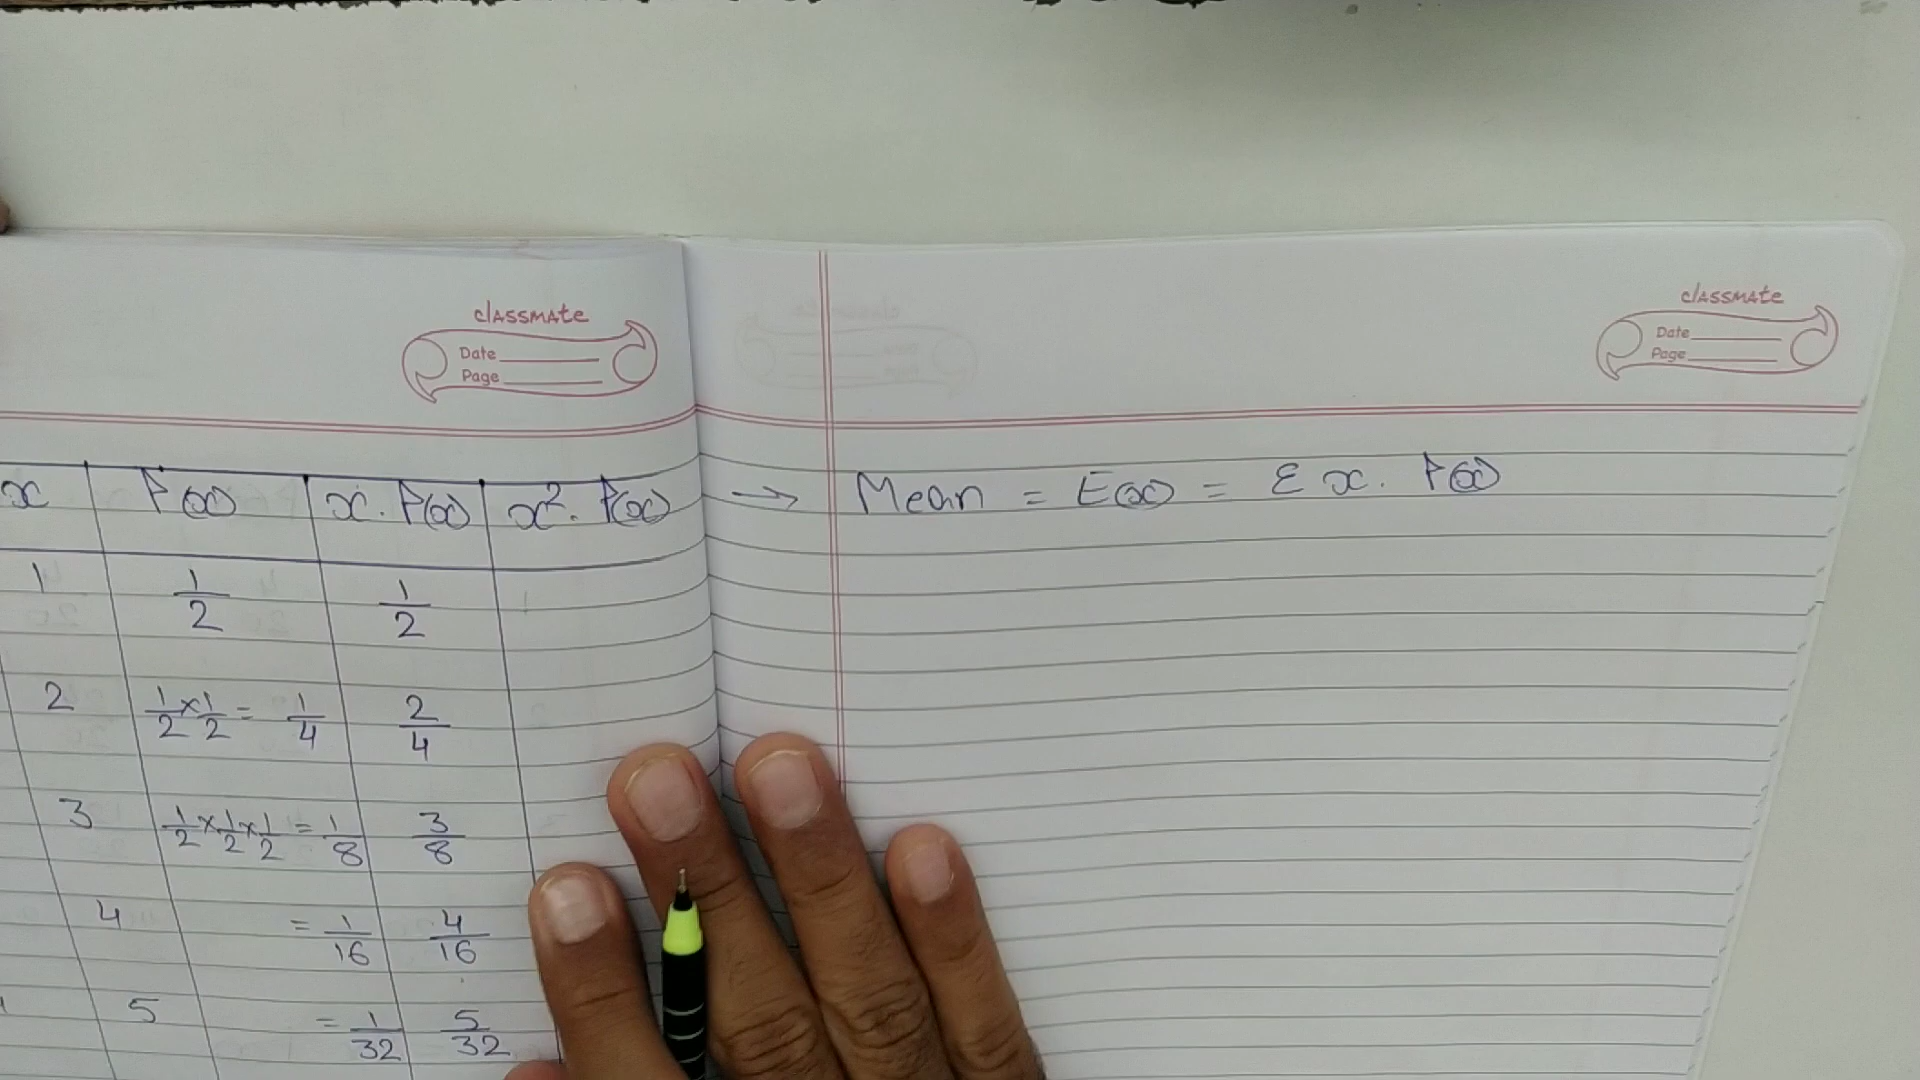 classmate
Date
Page
x P(x) x . P(x) x². P(x)
1 1/2 1/2
2 1/2 × 1/2 = 1/4 2/4
3 1/2 × 1/2 × 1/2 = 1/8 3/8
4 = 1/16 4/16
5 = 1/32 5/32
classmate
Date
Page
→ Mean = E(x) = Σ x . P(x)